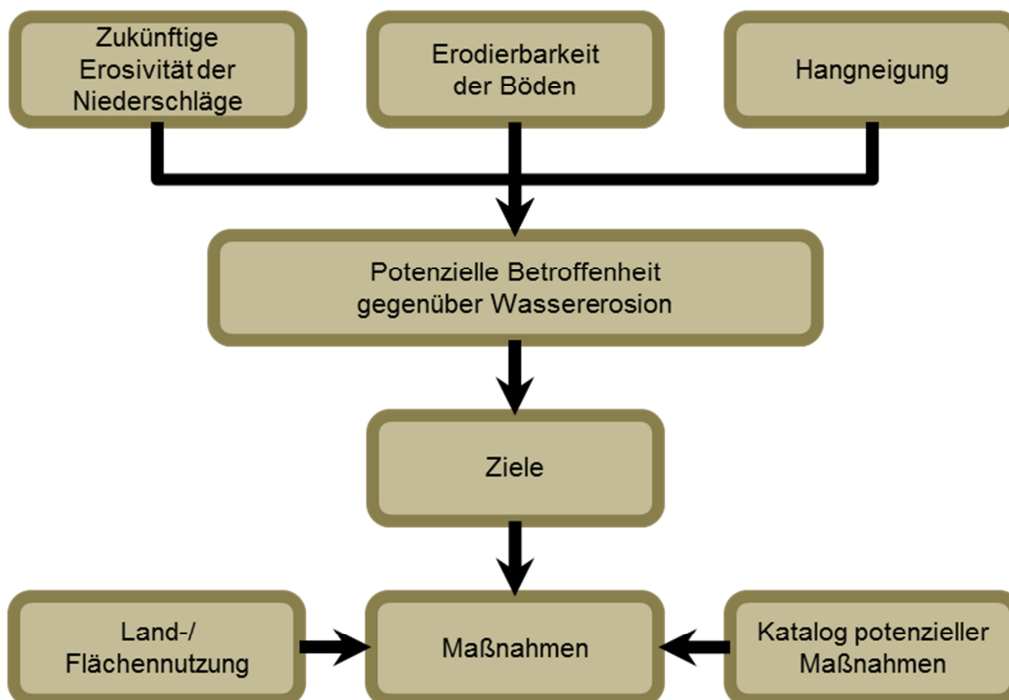 Zukünftige
Erosivität der
Niederschläge
Erodierbarkeit
der Böden
Hangneigung
Potenzielle Betroffenheit
gegenüber Wassererosion
Ziele
Land-/
Flächennutzung
Maßnahmen
Katalog potenzieller
Maßnahmen